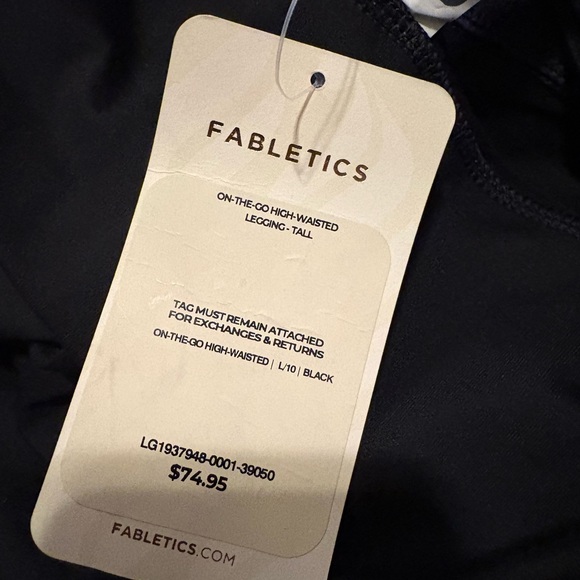 FABLETICS
ON-THE-GO HIGH-WAISTED
LEGGING - TALL
TAG MUST REMAIN ATTACHED
FOR EXCHANGES & RETURNS
ON-THE-GO HIGH-WAISTED | L/10 | BLACK
LG1937948-0001-39050
$74.95
FABLETICS.COM